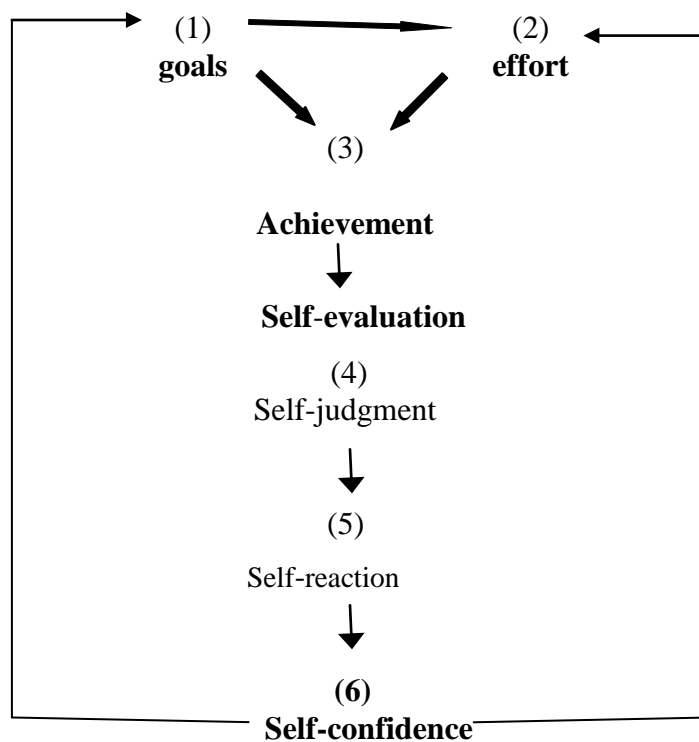 (1) (2)
goals effort
(3)
Achievement
Self-evaluation
(4)
Self-judgment
(5)
Self-reaction
(6)
Self-confidence